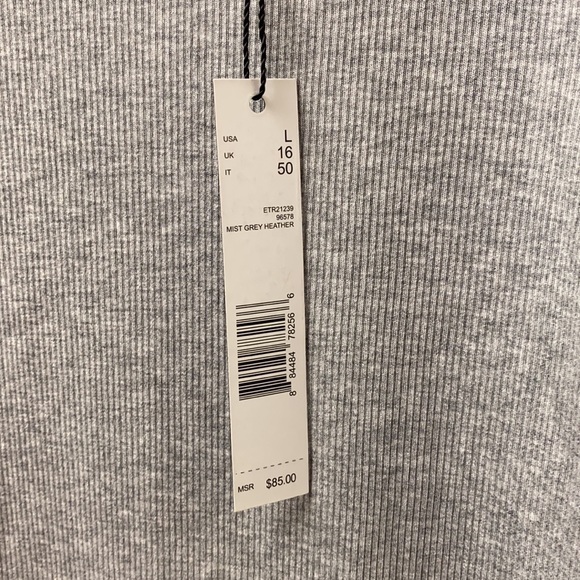 USA L
UK 16
IT 50
ETR21239
96578
MIST GREY HEATHER
8 84484 78256 6
MSR $85.00